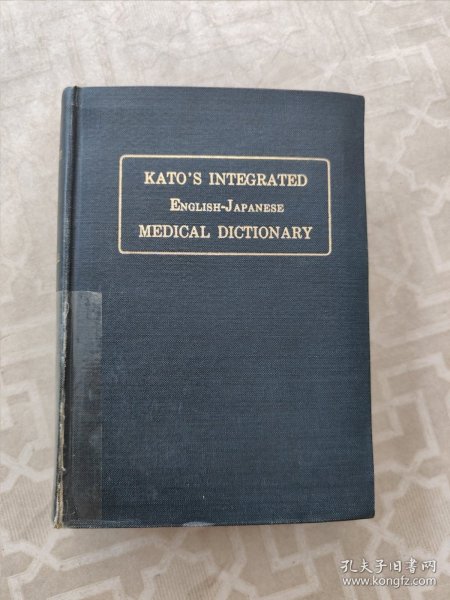 KATO'S INTEGRATED
ENGLISH-JAPANESE
MEDICAL DICTIONARY
孔夫子旧书网
www.kongfz.com